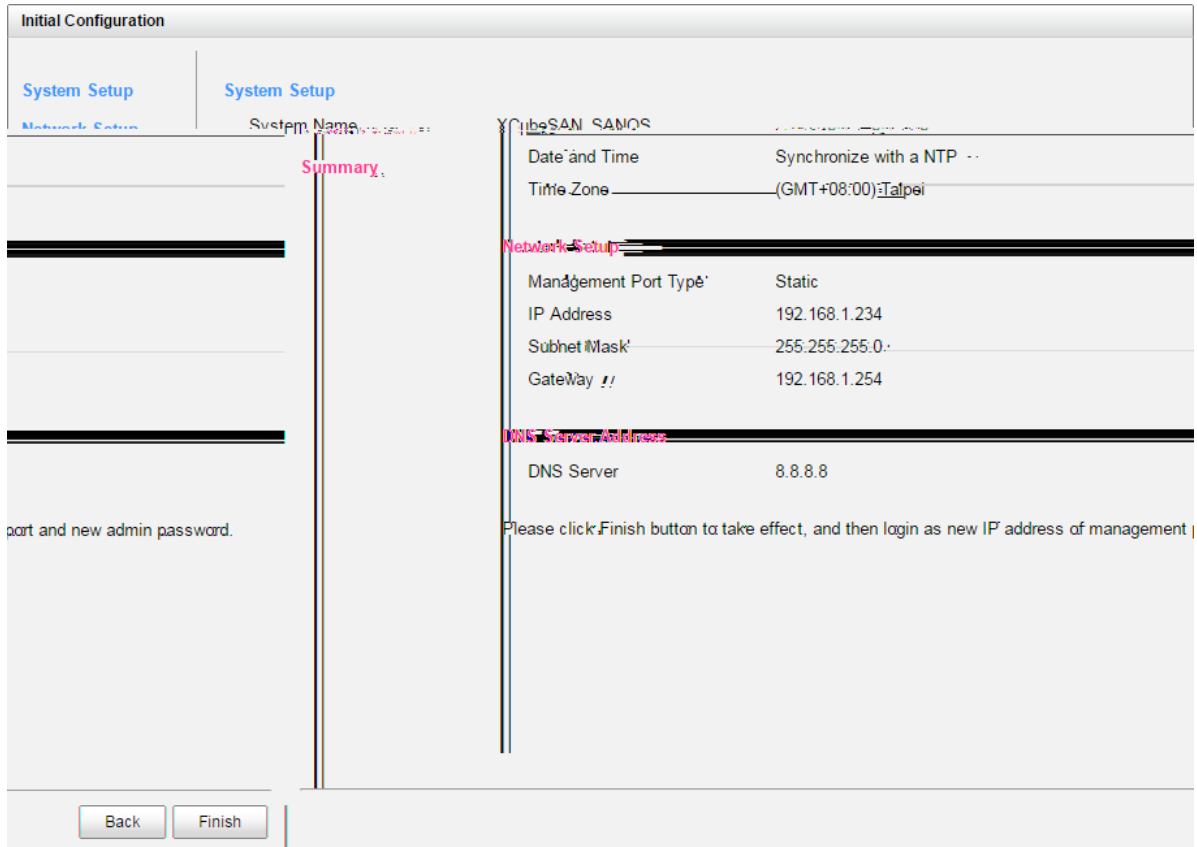 Initial Configuration
System Setup
System Setup
Network Setup
System Name
Summary
Date and Time Synchronize with a NTP
Time Zone (GMT+08:00) Taipei
Network Setup
Management Port Type Static
IP Address 192.168.1.234
Subnet Mask 255.255.255.0
GateWay 192.168.1.254
DNS Server Address
DNS Server 8.8.8.8
Please click Finish button to take effect, and then login as new IP address of management
port and new admin password.
Back Finish